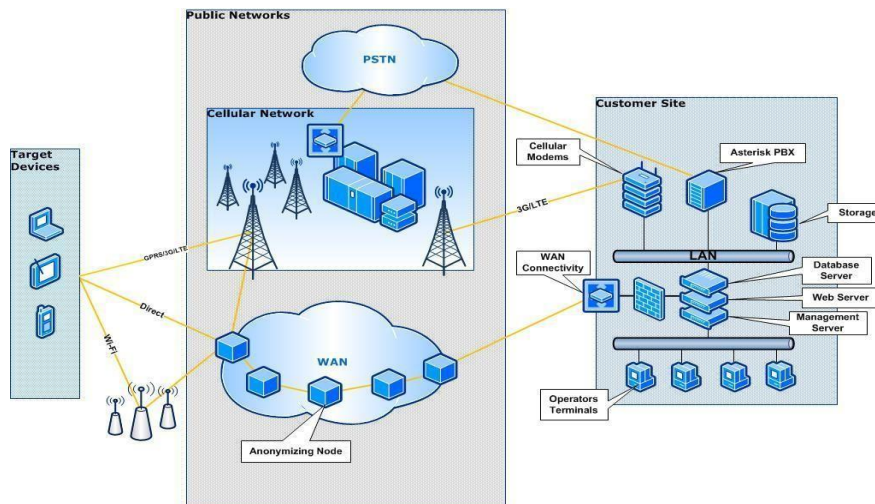 Public Networks
PSTN
Cellular Network
Customer Site
Cellular
Modems
Asterisk PBX
Target
Devices
3G/LTE
Storage
GPRS/3G/LTE
WAN
Connectivity
LAN
Database
Server
Web Server
Management
Server
Direct
Wi-Fi
WAN
Operators
Terminals
Anonymizing Node